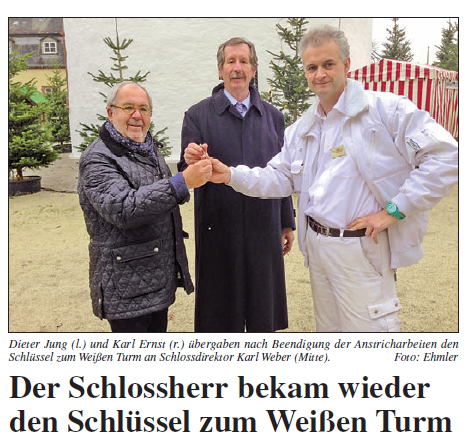 Dieter Jung (l.) und Karl Ernst (r.) übergaben nach Beendigung der Anstricharbeiten den
Schlüssel zum Weißen Turm an Schlossdirektor Karl Weber (Mitte). Foto: Ehmler
Der Schlossherr bekam wieder
den Schlüssel zum Weißen Turm